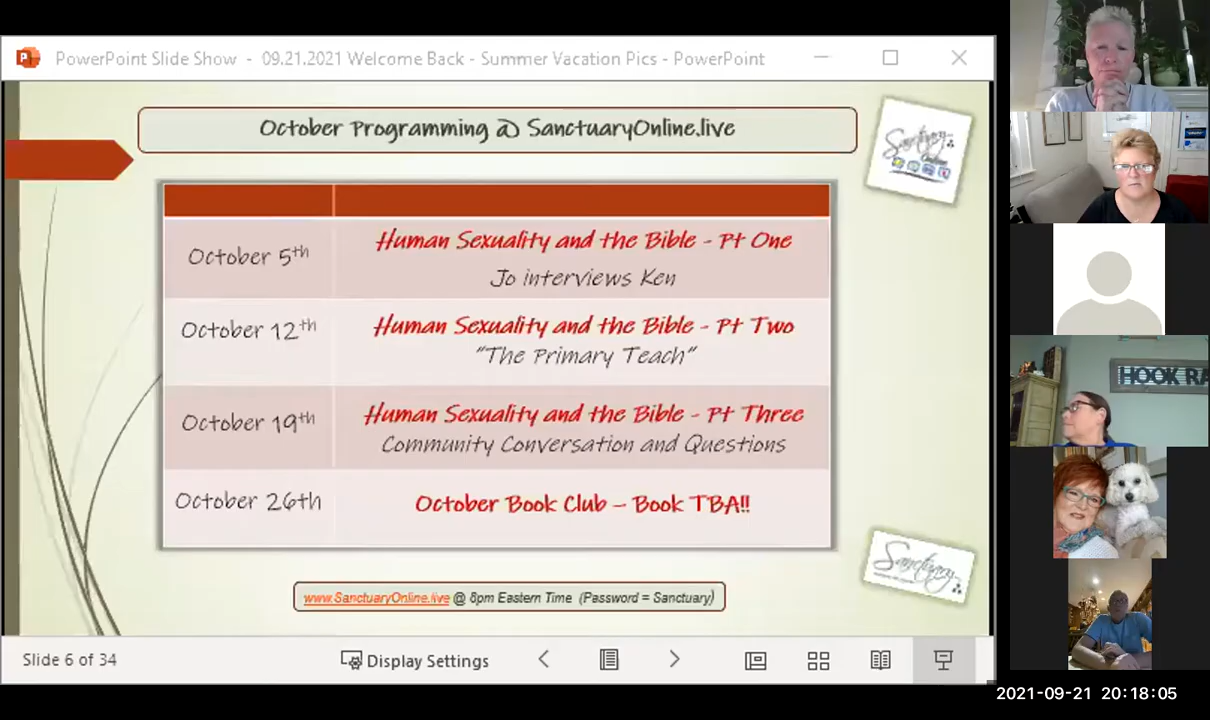 PowerPoint Slide Show - 09.21.2021 Welcome Back - Summer Vacation Pics - PowerPoint
October Programming @ SanctuaryOnline.live
Sanctuary
Online
October 5th
Human Sexuality and the Bible - Pt One
Jo interviews Ken
October 12th
Human Sexuality and the Bible - Pt Two
"The Primary Teach"
October 19th
Human Sexuality and the Bible - Pt Three
Community Conversation and Questions
October 26th
October Book Club – Book TBA!!
Sanctuary
www.SanctuaryOnline.live @ 8pm Eastern Time (Password = Sanctuary)
Slide 6 of 34
Display Settings
HOOK RA
2021-09-21 20:18:05